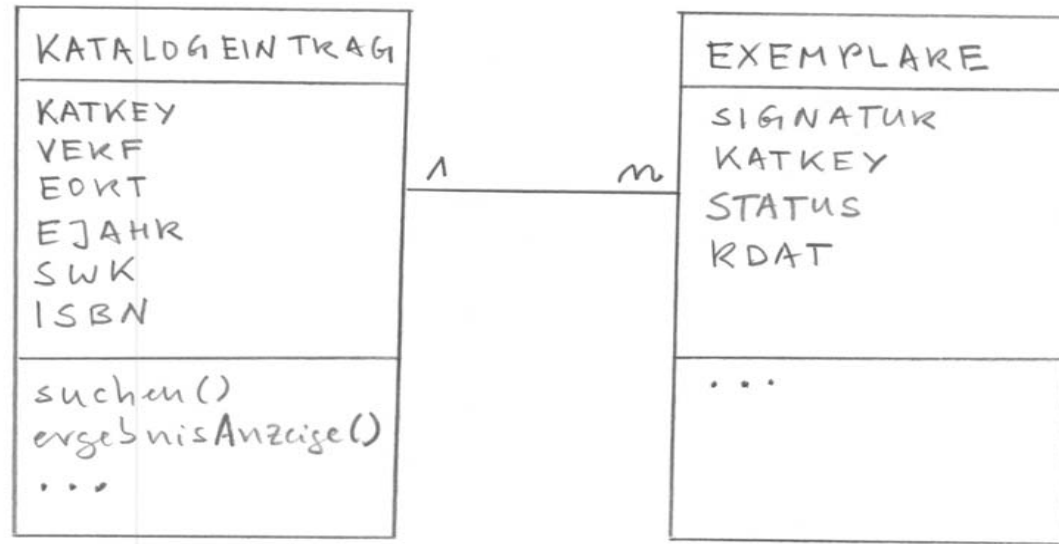 KATALOGEINTRAG
KATKEY
VERF
EORT
EJAHR
SWK
ISBN
suchen()
ergebnisAnzeige()
...
1 n
EXEMPLARE
SIGNATUR
KATKEY
STATUS
RDAT
...